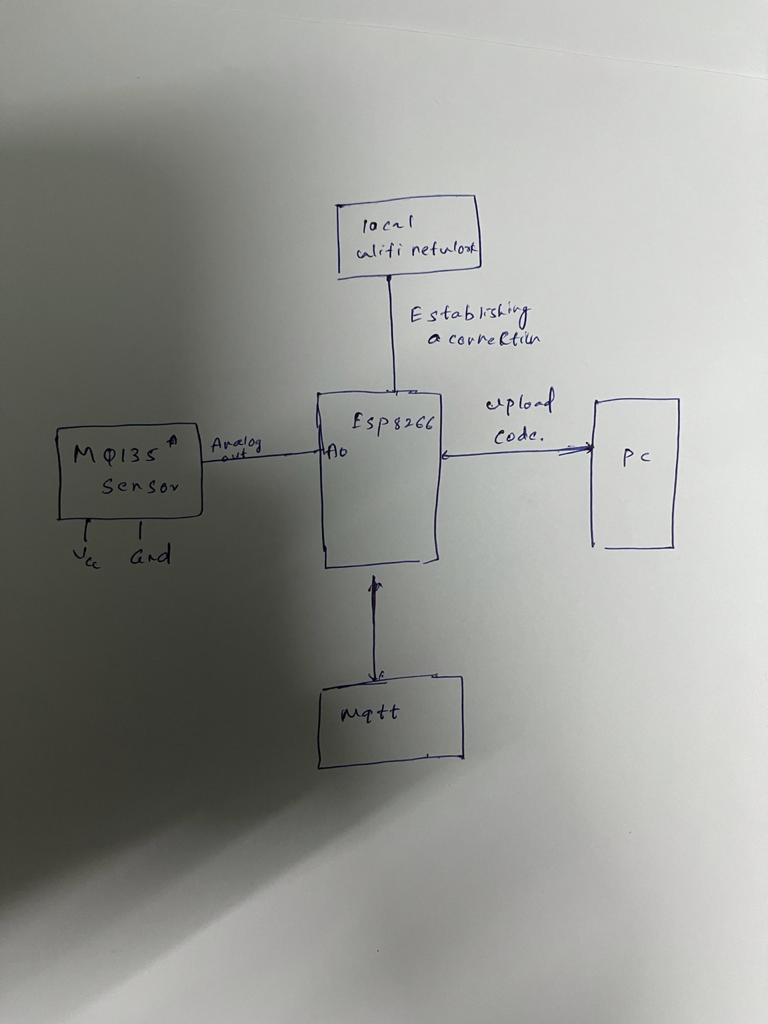 local
wifi network
Establishing
a connection
ESP8266
A0
upload
code.
PC
MQ135
Sensor
Analog
out
Vcc
Gnd
Mqtt